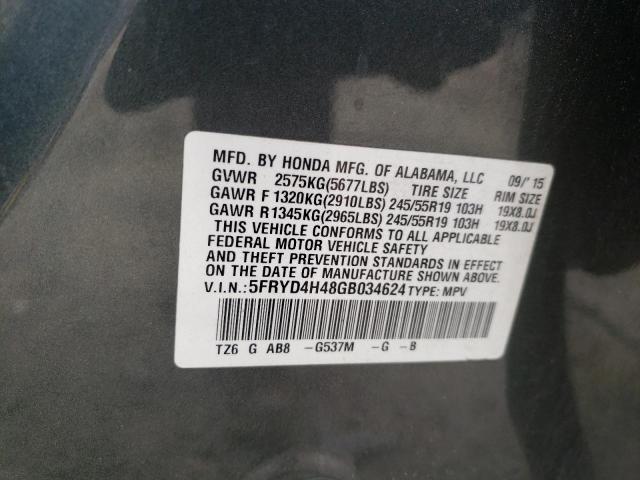 MFD. BY HONDA MFG. OF ALABAMA, LLC 09/'15
GVWR 2575KG(5677LBS) TIRE SIZE RIM SIZE
GAWR F 1320KG(2910LBS) 245/55R19 103H 19X8.0J
GAWR R 1345KG(2965LBS) 245/55R19 103H 19X8.0J
THIS VEHICLE CONFORMS TO ALL APPLICABLE
FEDERAL MOTOR VEHICLE SAFETY
AND THEFT PREVENTION STANDARDS IN EFFECT
ON THE DATE OF MANUFACTURE SHOWN ABOVE.
V.I.N.: 5FRYD4H48GB034624 TYPE: MPV
TZ6 G AB8 -G537M -G -B